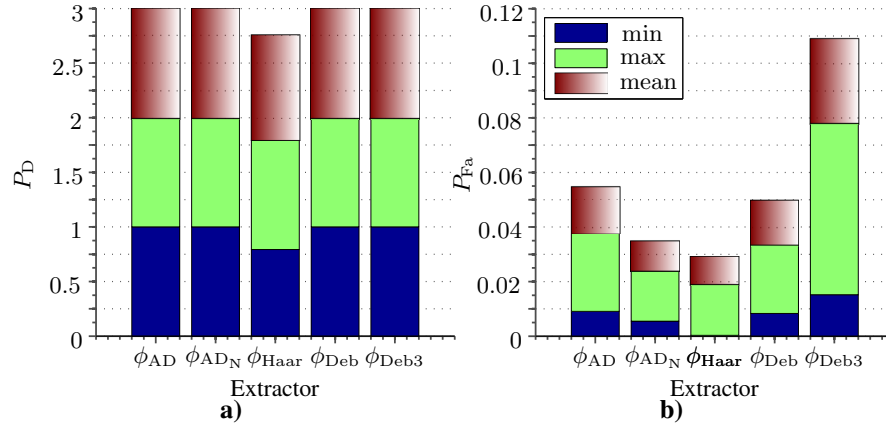 3
2.5
2
1.5
1
0.5
0
P_D
ϕ_AD ϕ_AD_N ϕ_Haar ϕ_Deb ϕ_Deb3
Extractor
a)
0.12
0.1
0.08
0.06
0.04
0.02
0
P_Fa
min
max
mean
ϕ_AD ϕ_AD_N ϕ_Haar ϕ_Deb ϕ_Deb3
Extractor
b)